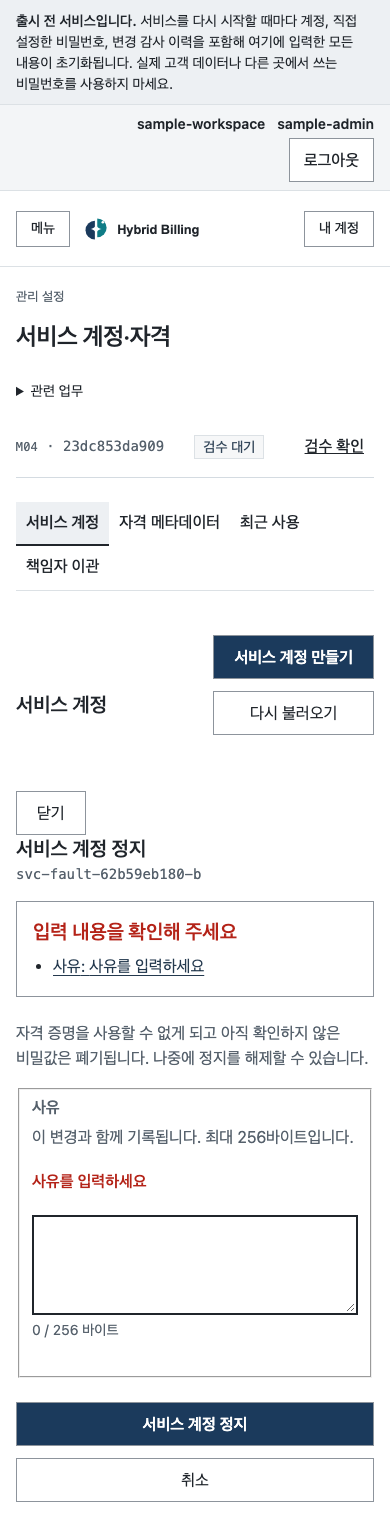 출시 전 서비스입니다. 서비스를 다시 시작할 때마다 계정, 직접
설정한 비밀번호, 변경 감사 이력을 포함해 여기에 입력한 모든
내용이 초기화됩니다. 실제 고객 데이터나 다른 곳에서 쓰는
비밀번호를 사용하지 마세요.
sample-workspace sample-admin
로그아웃
메뉴 Hybrid Billing 내 계정
관리 설정
서비스 계정·자격
▶ 관련 업무
M04 · 23dc853da909 검수 대기 검수 확인
서비스 계정 자격 메타데이터 최근 사용
책임자 이관
서비스 계정 만들기
서비스 계정 다시 불러오기
닫기
서비스 계정 정지
svc-fault-62b59eb180-b
입력 내용을 확인해 주세요
• 사유: 사유를 입력하세요
자격 증명을 사용할 수 없게 되고 아직 확인하지 않은
비밀값은 폐기됩니다. 나중에 정지를 해제할 수 있습니다.
사유
이 변경과 함께 기록됩니다. 최대 256바이트입니다.
사유를 입력하세요
0 / 256 바이트
서비스 계정 정지
취소